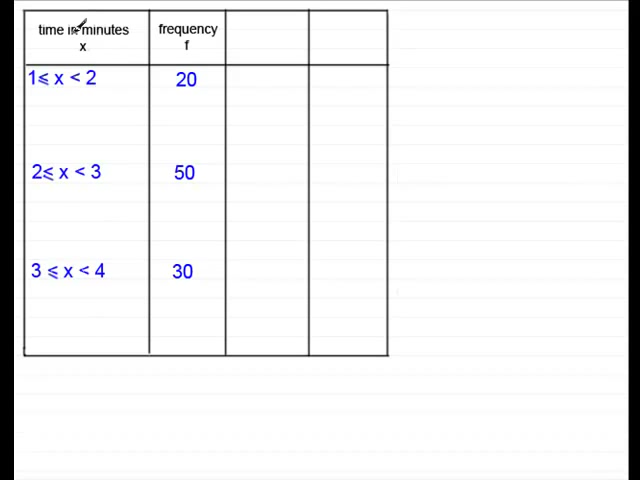 time in minutes
x
frequency
f
1⩽ x < 2
20
2⩽ x < 3
50
3 ⩽ x < 4
30